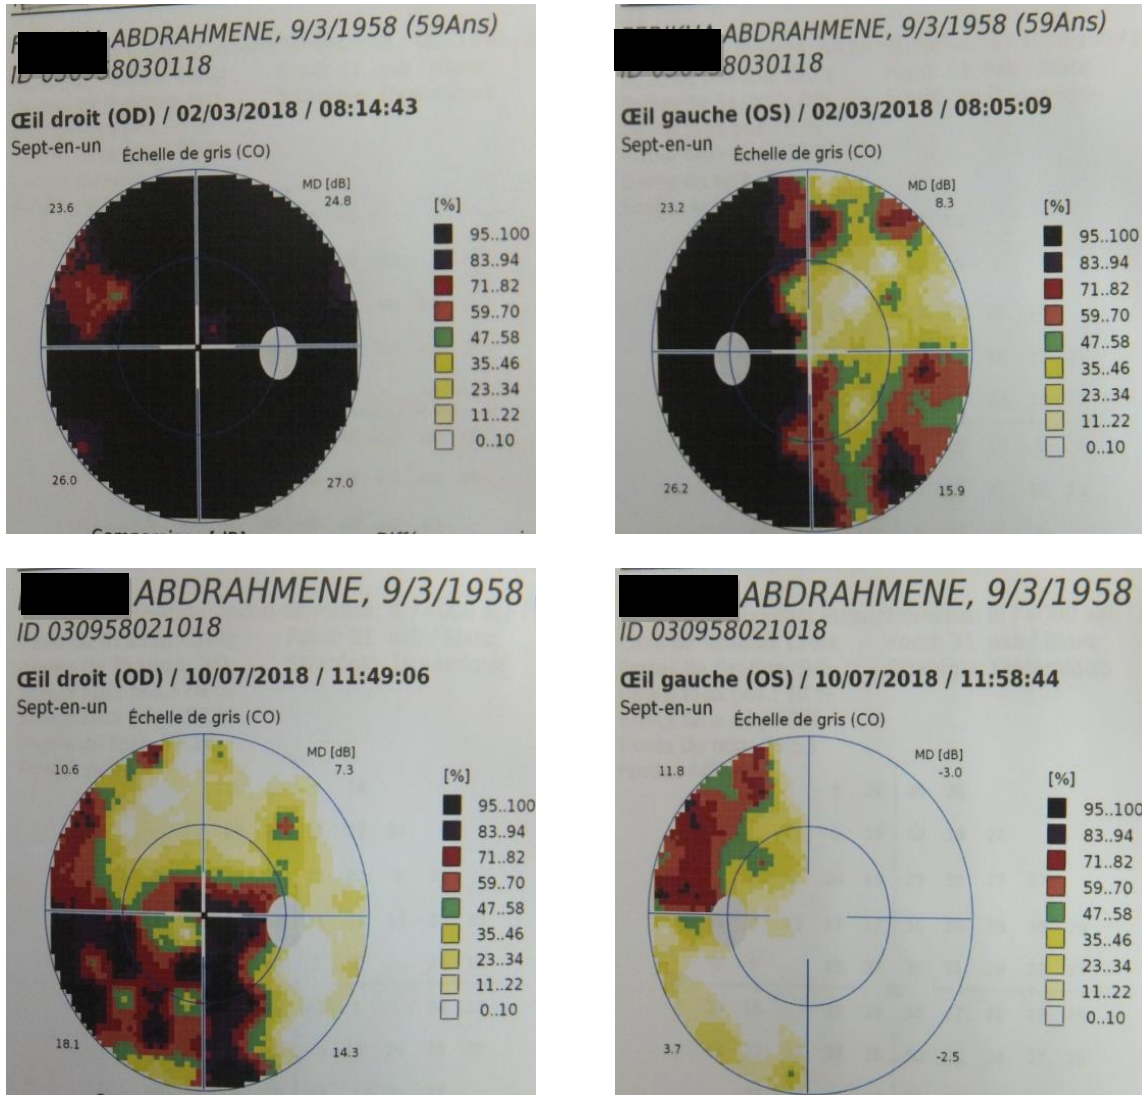 ABDRAHMENE, 9/3/1958 (59Ans)
ID 030958030118
Œil droit (OD) / 02/03/2018 / 08:14:43
Sept-en-un
Échelle de gris (CO)
MD [dB]
23.6
24.8
[%]
95..100
83..94
71..82
59..70
47..58
35..46
23..34
11..22
0..10
26.0
27.0
ABDRAHMENE, 9/3/1958 (59Ans)
ID 030958030118
Œil gauche (OS) / 02/03/2018 / 08:05:09
Sept-en-un
Échelle de gris (CO)
MD [dB]
23.2
8.3
[%]
95..100
83..94
71..82
59..70
47..58
35..46
23..34
11..22
0..10
26.2
15.9
ABDRAHMENE, 9/3/1958
ID 030958021018
Œil droit (OD) / 10/07/2018 / 11:49:06
Sept-en-un
Échelle de gris (CO)
MD [dB]
10.6
7.3
[%]
95..100
83..94
71..82
59..70
47..58
35..46
23..34
11..22
0..10
18.1
14.3
ABDRAHMENE, 9/3/1958
ID 030958021018
Œil gauche (OS) / 10/07/2018 / 11:58:44
Sept-en-un
Échelle de gris (CO)
MD [dB]
11.8
-3.0
[%]
95..100
83..94
71..82
59..70
47..58
35..46
23..34
11..22
0..10
3.7
-2.5